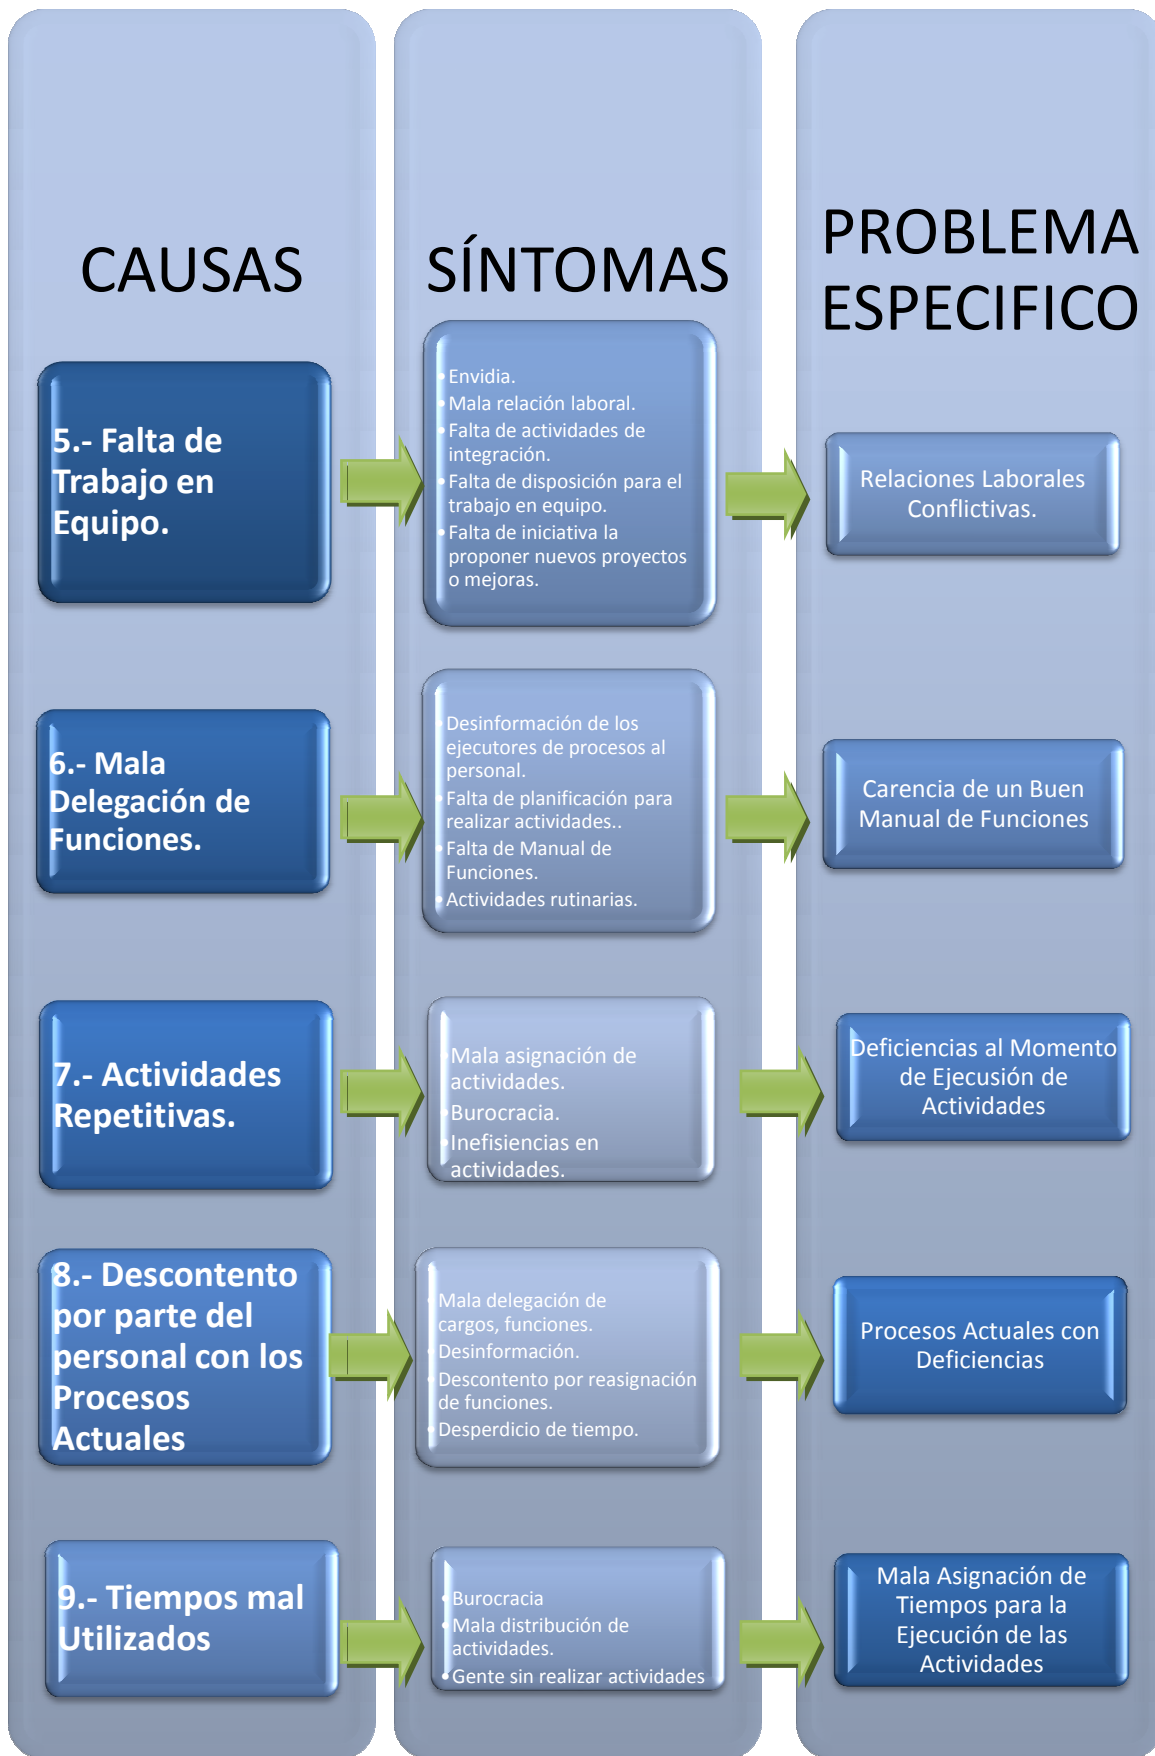 CAUSAS
SÍNTOMAS
PROBLEMA
ESPECIFICO
5.- Falta de
Trabajo en
Equipo.
•Envidia.
•Mala relación laboral.
•Falta de actividades de
integración.
•Falta de disposición para el
trabajo en equipo.
•Falta de iniciativa la
proponer nuevos proyectos
o mejoras.
Relaciones Laborales
Conflictivas.
6.- Mala
Delegación de
Funciones.
•Desinformación de los
ejecutores de procesos al
personal.
•Falta de planificación para
realizar actividades..
•Falta de Manual de
Funciones.
•Actividades rutinarias.
Carencia de un Buen
Manual de Funciones
7.- Actividades
Repetitivas.
•Mala asignación de
actividades.
•Burocracia.
•Inefisiencias en
actividades.
Deficiencias al Momento
de Ejecusión de
Actividades
8.- Descontento
por parte del
personal con los
Procesos
Actuales
•Mala delegación de
cargos, funciones.
•Desinformación.
•Descontento por reasignación
de funciones.
•Desperdicio de tiempo.
Procesos Actuales con
Deficiencias
9.- Tiempos mal
Utilizados
•Burocracia
•Mala distribución de
actividades.
•Gente sin realizar actividades
Mala Asignación de
Tiempos para la
Ejecución de las
Actividades